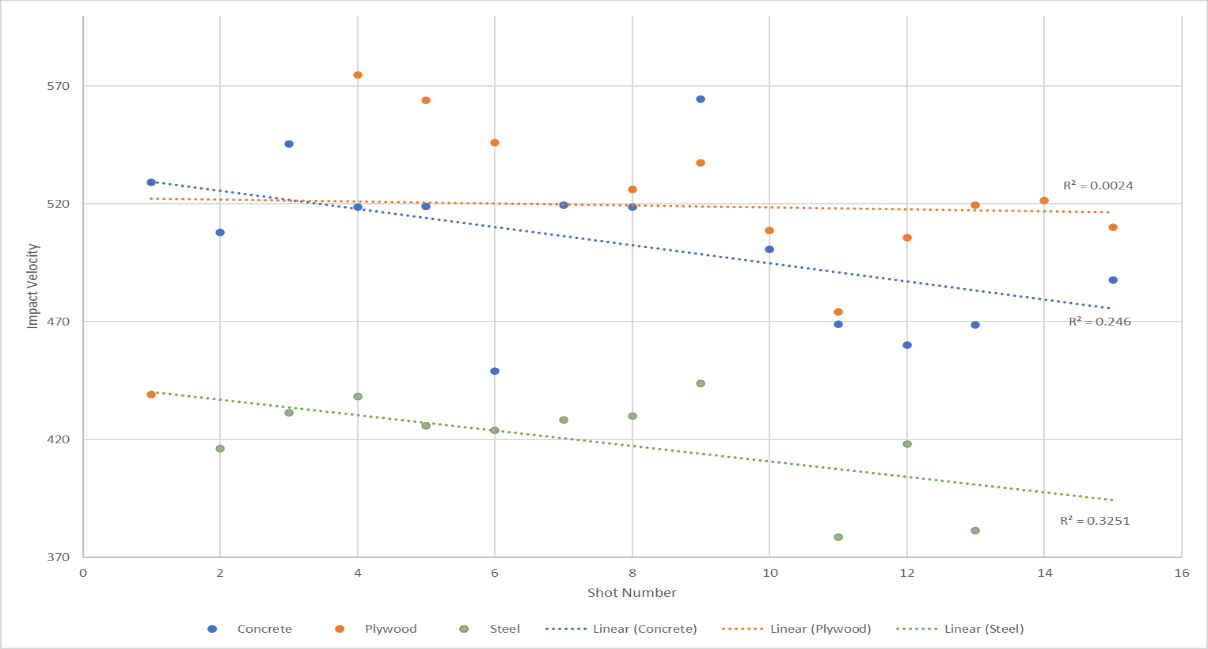 570
520
470
420
370
Impact Velocity
R² = 0.0024
R² = 0.246
R² = 0.3251
0 2 4 6 8 10 12 14 16
Shot Number
Concrete Plywood Steel Linear (Concrete) Linear (Plywood) Linear (Steel)